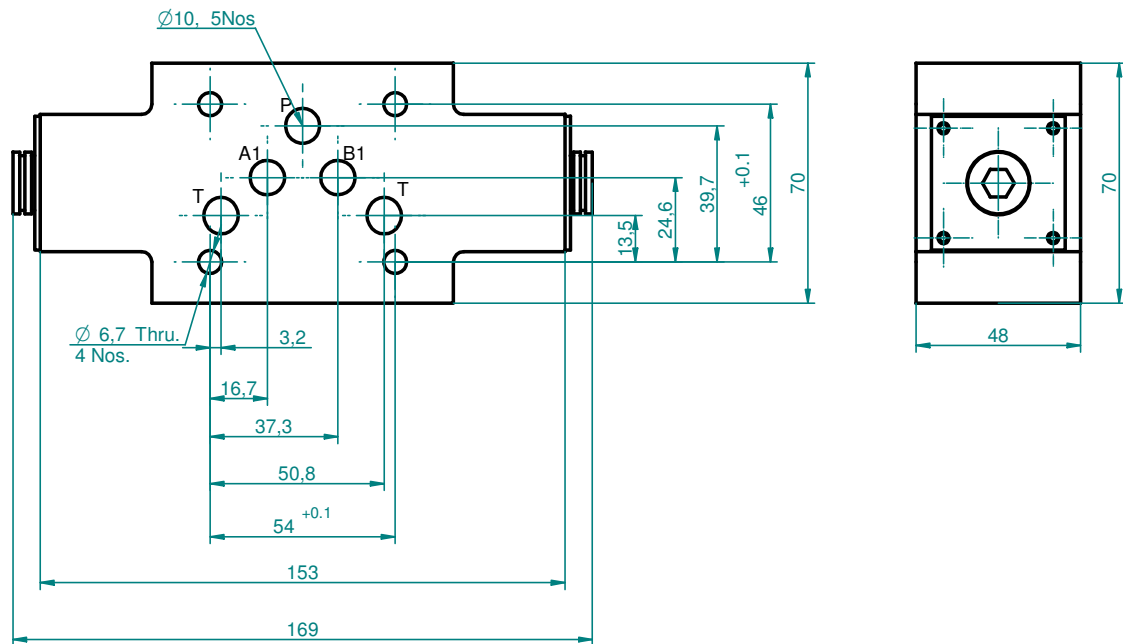 Ø10, 5Nos
P
A1
B1
T
T
Ø 6,7 Thru.
4 Nos.
3,2
16,7
37,3
50,8
54 +0.1
153
169
13,5
24,6
39,7
46 +0.1
70
48
70